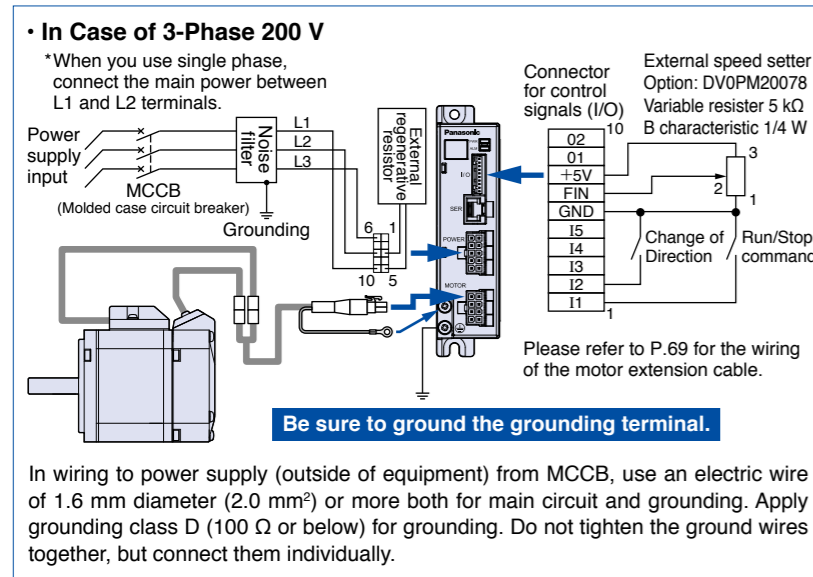 • In Case of 3-Phase 200 V
*When you use single phase,
connect the main power between
L1 and L2 terminals.
Power
supply
input
MCCB
(Molded case circuit breaker)
Noise
filter
Grounding
L1
L2
L3
External
regenerative
resistor
6
1
10
5
Panasonic
I/O
SER
POWER
MOTOR
Connector
for control
signals (I/O)
External speed setter
Option: DV0PM20078
Variable resister 5 kΩ
B characteristic 1/4 W
10
02
01
+5V
FIN
GND
I5
I4
I3
I2
I1
1
3
2
1
Change of
Direction
Run/Stop
command
Please refer to P.69 for the wiring
of the motor extension cable.
Be sure to ground the grounding terminal.
In wiring to power supply (outside of equipment) from MCCB, use an electric wire
of 1.6 mm diameter (2.0 mm²) or more both for main circuit and grounding. Apply
grounding class D (100 Ω or below) for grounding. Do not tighten the ground wires
together, but connect them individually.